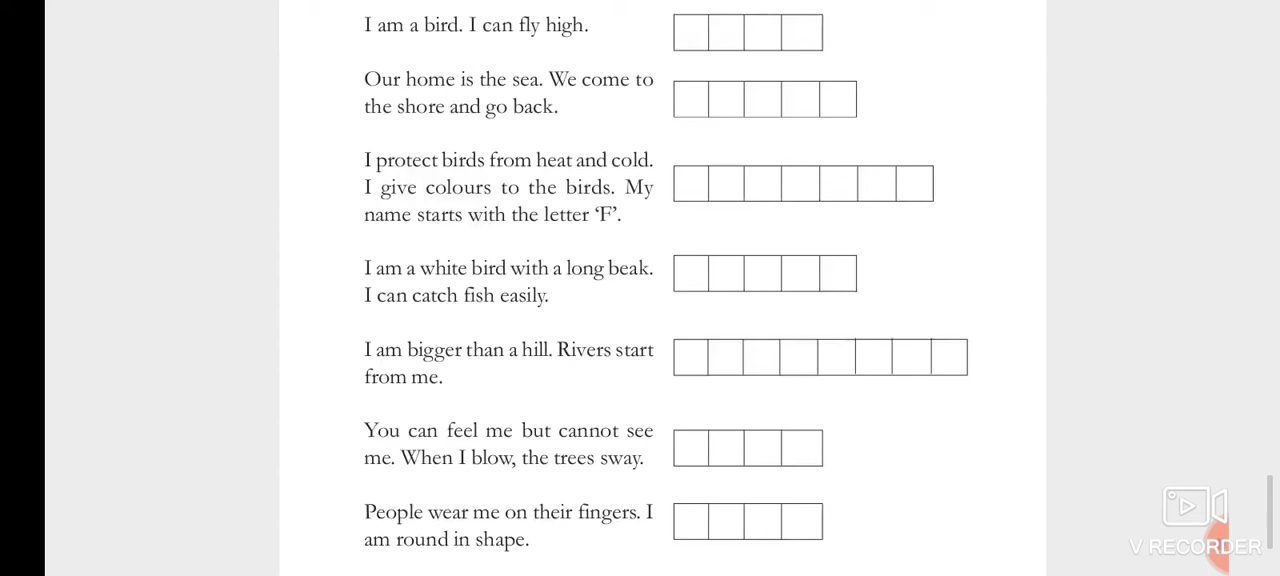 I am a bird. I can fly high.
Our home is the sea. We come to
the shore and go back.
I protect birds from heat and cold.
I give colours to the birds. My
name starts with the letter ‘F’.
I am a white bird with a long beak.
I can catch fish easily.
I am bigger than a hill. Rivers start
from me.
You can feel me but cannot see
me. When I blow, the trees sway.
People wear me on their fingers. I
am round in shape.
V RECORDER